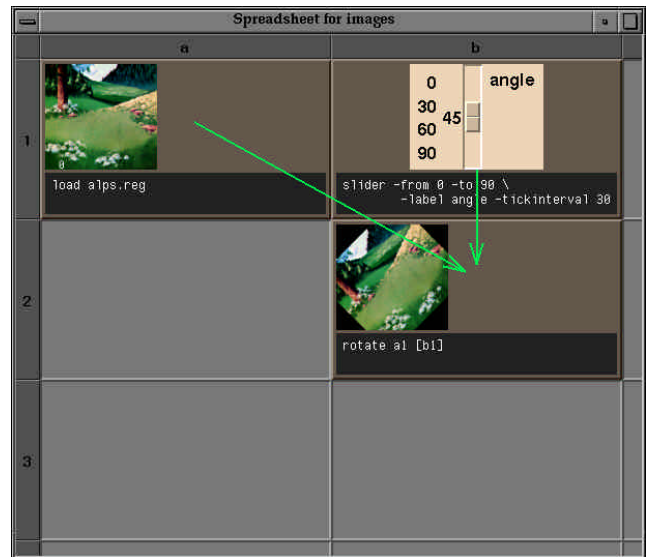 Spreadsheet for images
a
b
1
0
load alps.reg
0
30
60
90
45
angle
slider -from 0 -to 90 \
-label angle -tickinterval 30
2
rotate a1 [b1]
3